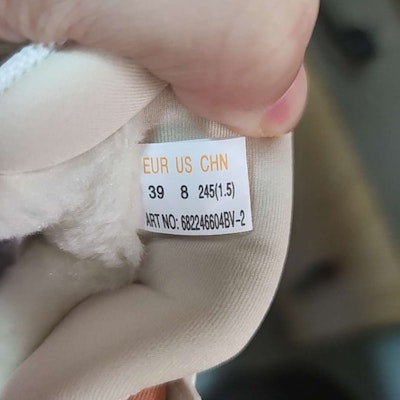 EUR US CHN
39 8 245(1.5)
ART NO: 682246604BV-2